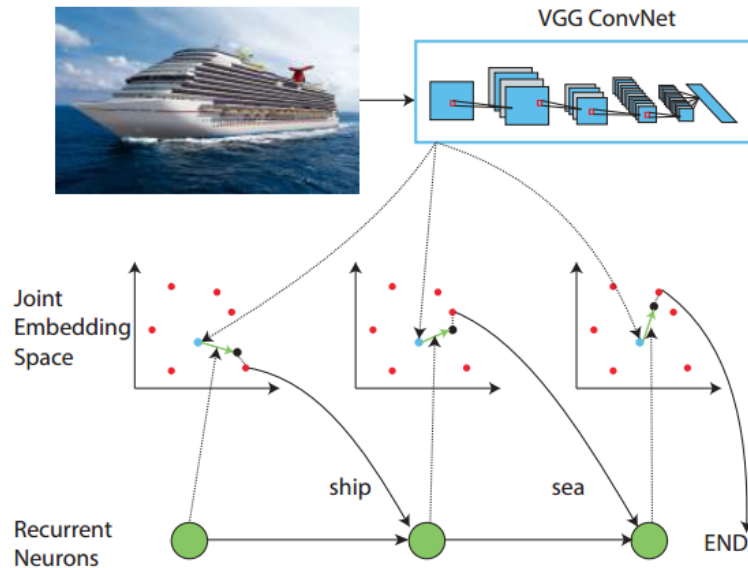 VGG ConvNet
Joint
Embedding
Space
ship
sea
Recurrent
Neurons
END